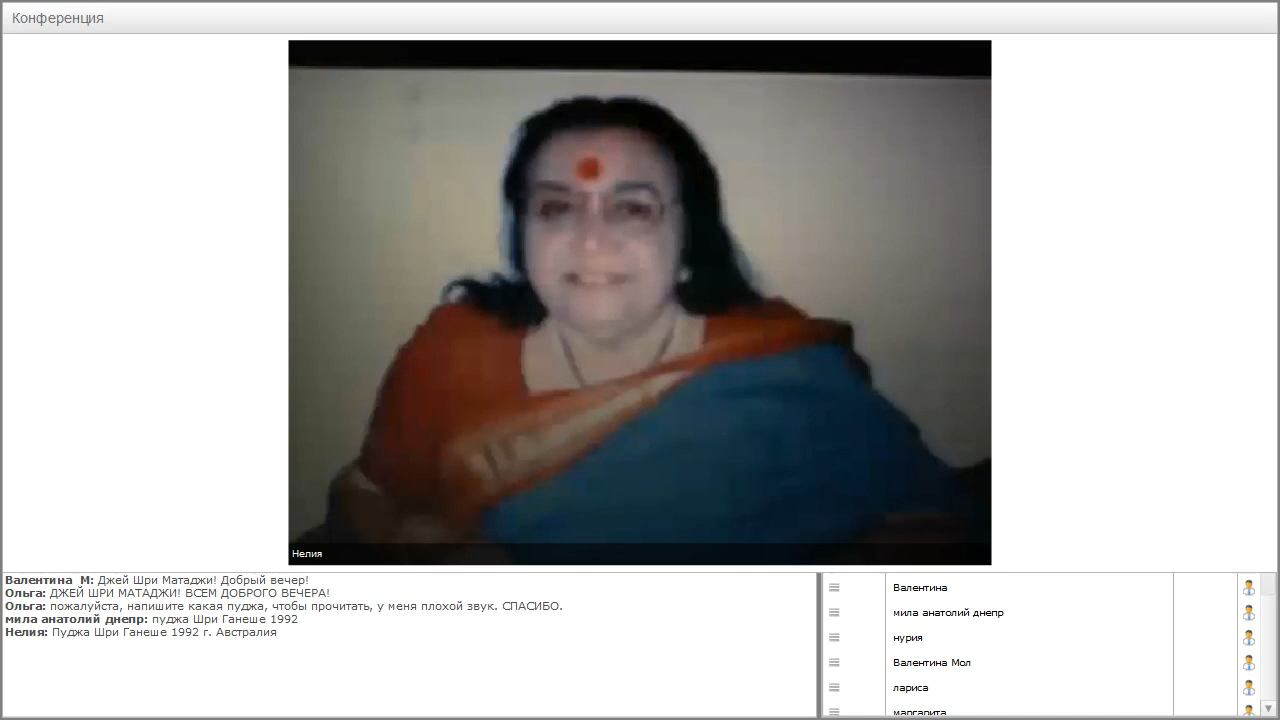 Конференция
Нелия
Валентина М: Джей Шри Матаджи! Добрый вечер!
Ольга: ДЖЕЙ ШРИ МАТАДЖИ! ВСЕМ ДОБРОГО ВЕЧЕРА!
Ольга: пожалуйста, напишите какая пуджа, чтобы прочитать, у меня плохой звук. СПАСИБО.
мила анатолий днепр: пуджа Шри Ганеше 1992
Нелия: Пуджа Шри Ганеше 1992 г. Австралия
Валентина
мила анатолий днепр
нурия
Валентина Мол
лариса
маргарита